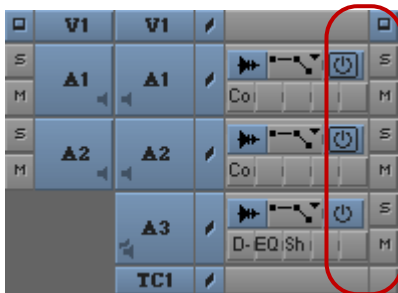 V1 V1
S S
A1 A1
M Co M
S S
A2 A2
M Co M
S
A3
D- EQ Sh M
TC1